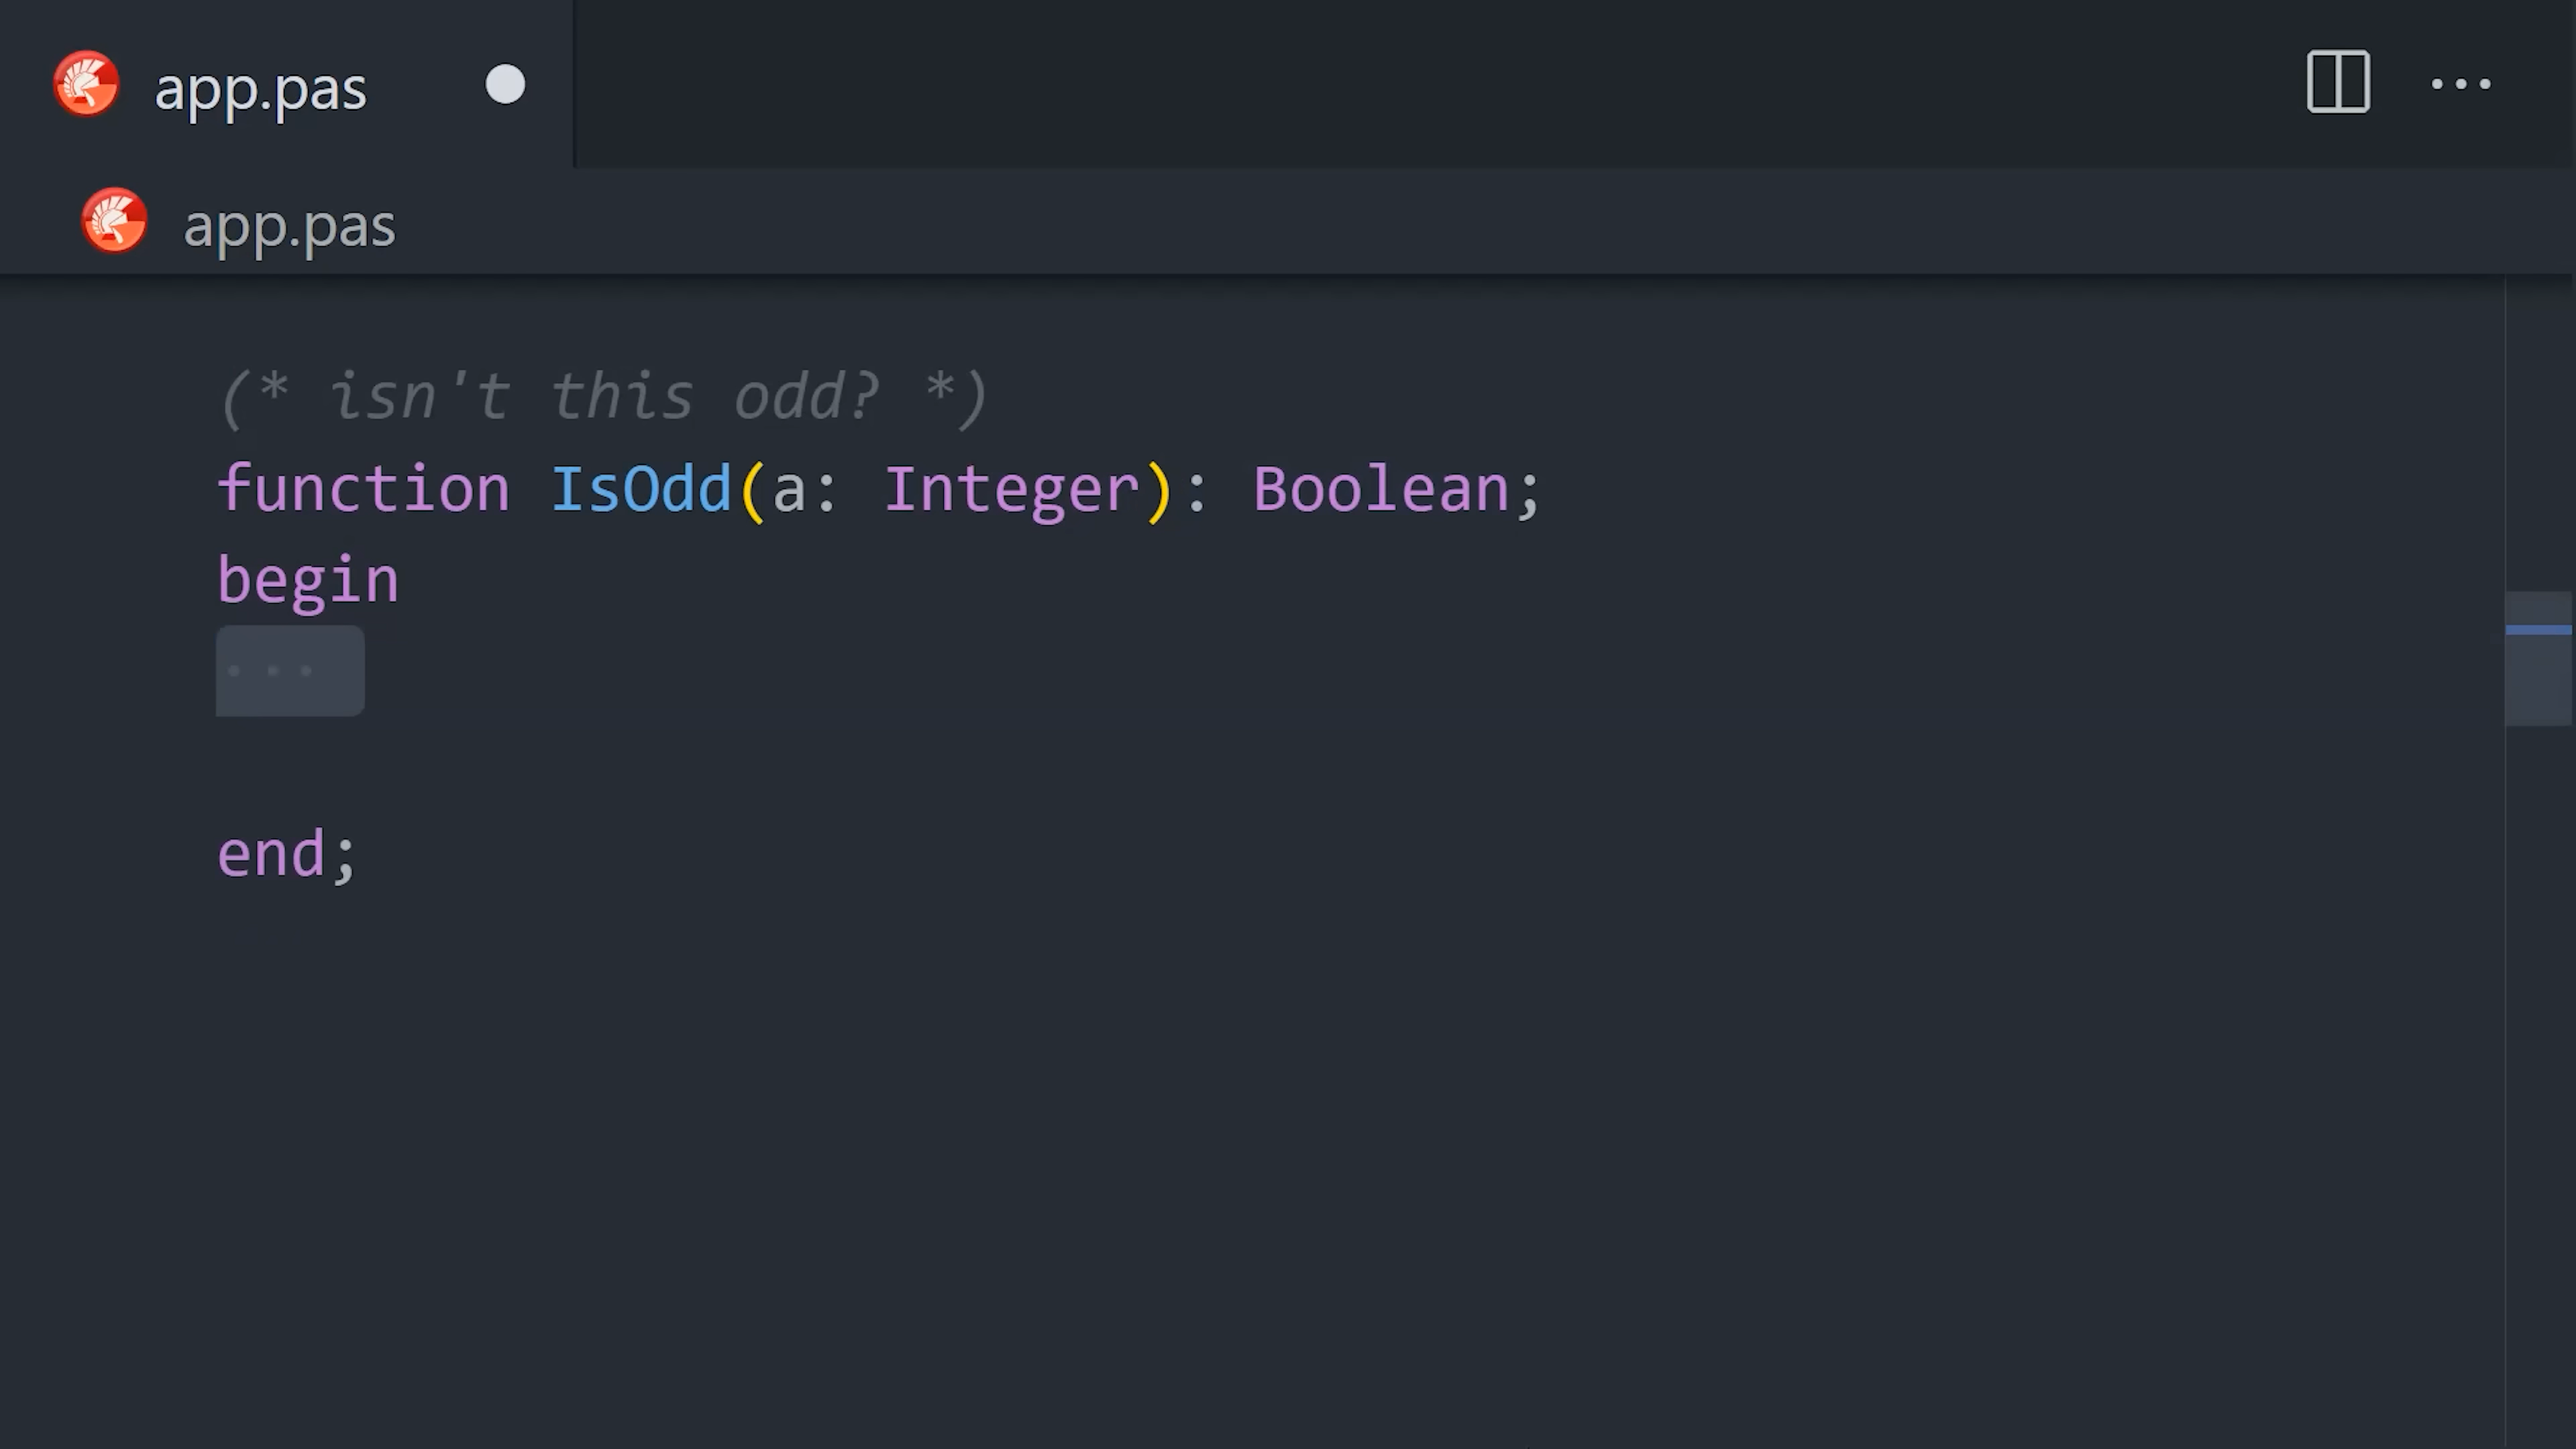 app.pas
app.pas
(* isn't this odd? *)
function IsOdd(a: Integer): Boolean;
begin
end;